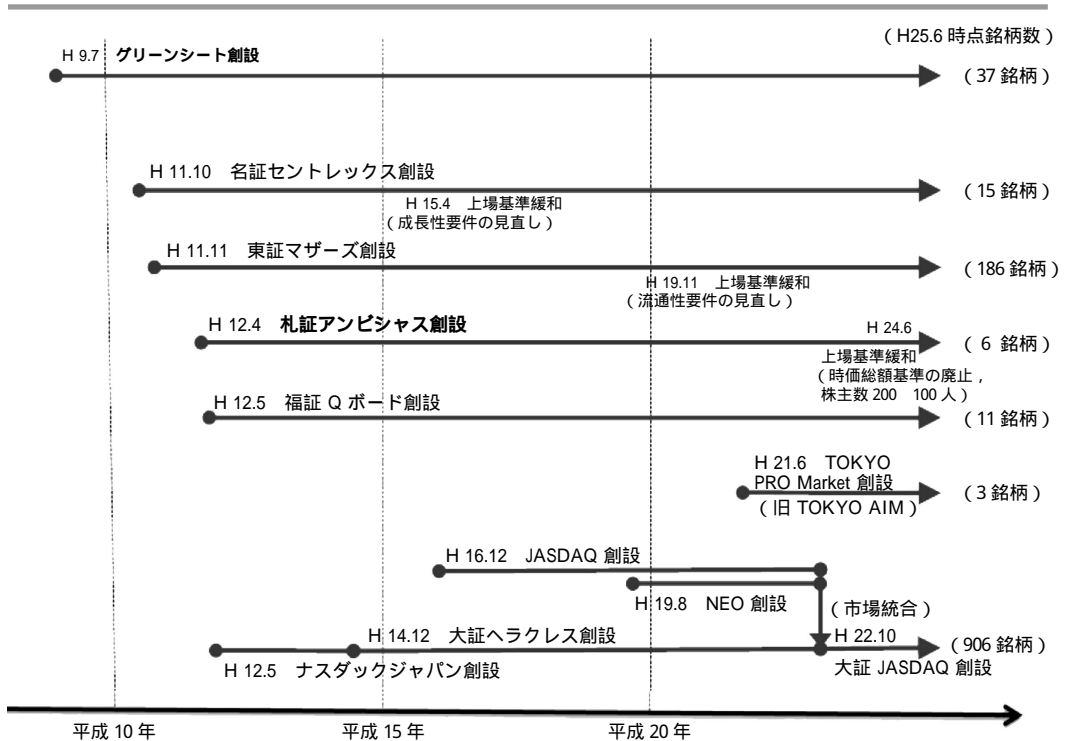 （H25.6 時点銘柄数）
H 9.7 グリーンシート創設
（37 銘柄）
H 11.10 名証セントレックス創設
（15 銘柄）
H 15.4 上場基準緩和
（成長性要件の見直し）
H 11.11 東証マザーズ創設
（186 銘柄）
H 19.11 上場基準緩和
（流通性要件の見直し）
H 12.4 札証アンビシャス創設
H 24.6
（6 銘柄）
上場基準緩和
（時価総額基準の廃止，
株主数 200 100 人）
H 12.5 福証 Q ボード創設
（11 銘柄）
H 21.6 TOKYO
PRO Market 創設
（旧 TOKYO AIM）
（3 銘柄）
H 16.12 JASDAQ 創設
H 19.8 NEO 創設
（市場統合）
H 14.12 大証ヘラクレス創設
H 22.10
（906 銘柄）
H 12.5 ナスダックジャパン創設
大証 JASDAQ 創設
平成 10 年
平成 15 年
平成 20 年